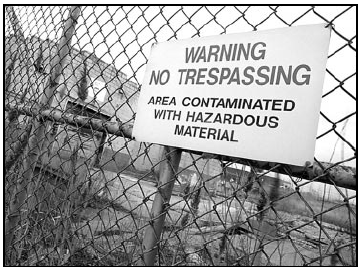 WARNING
NO TRESPASSING
AREA CONTAMINATED
WITH HAZARDOUS
MATERIAL